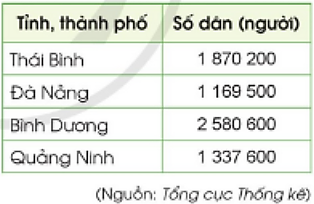 Tỉnh, thành phố Số dân (người)
Thái Bình 1 870 200
Đà Nẵng 1 169 500
Bình Dương 2 580 600
Quảng Ninh 1 337 600
(Nguồn: Tổng cục Thống kê)